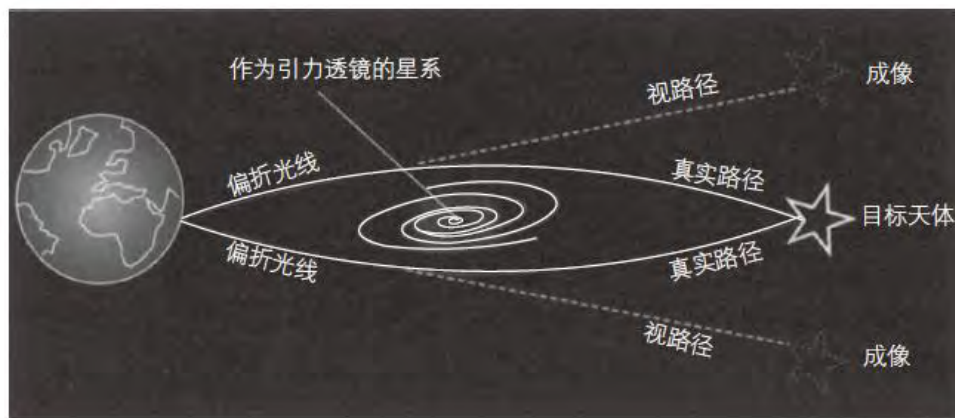 作为引力透镜的星系
视路径
成像
偏折光线
真实路径
目标天体
偏折光线
真实路径
视路径
成像